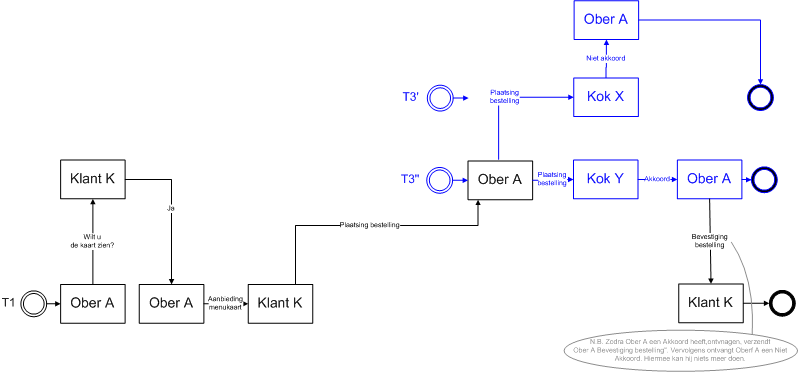 Ober A
Niet akkoord
T3'
Plaatsing
bestelling
Kok X
Klant K
T3"
Ober A
Plaatsing
bestelling
Kok Y
Akkoord
Ober A
Ja
Wilt u
de kaart zien?
Plaatsing bestelling
Bevestiging
bestelling
T1
Ober A
Ober A
Aanbieding
menukaart
Klant K
Klant K
N.B. Zodra Ober A een Akkoord heeft,ontvnagen, verzendt
Ober A Bevestiging bestelling". Vervolgens ontvangt Oberf A een Niet
Akkoord. Hiermee kan hij niets meer doen.